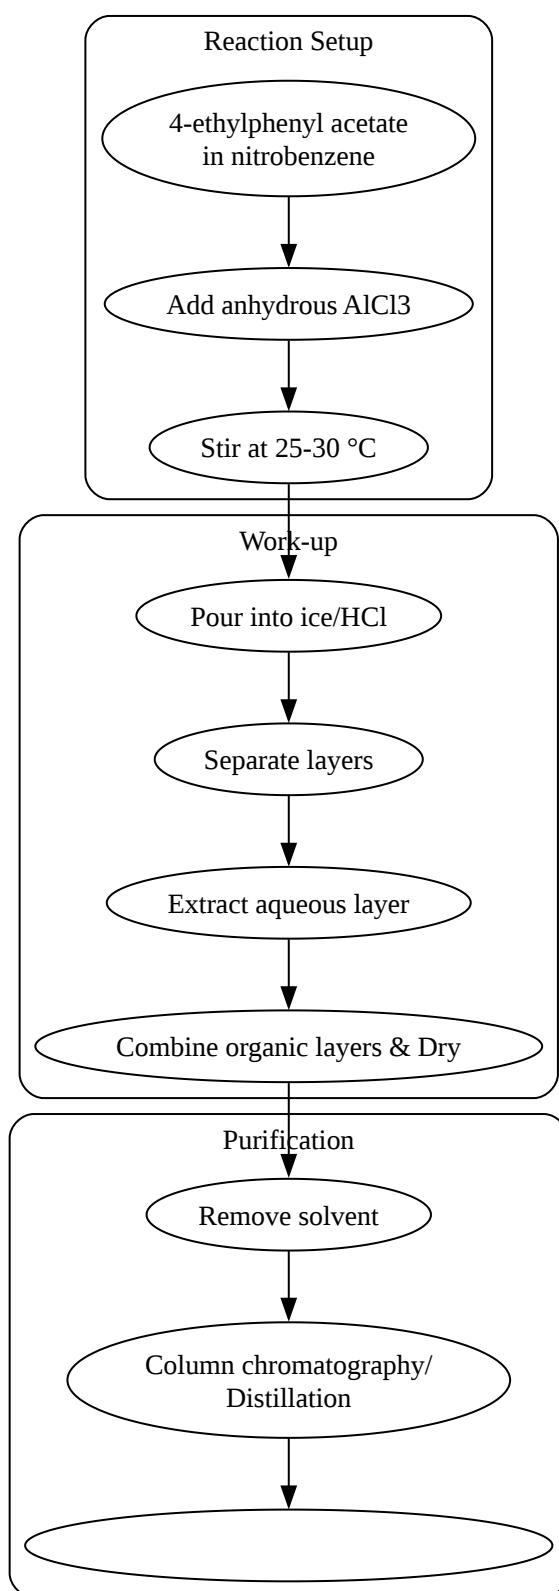 Reaction Setup
4-ethylphenyl acetate
in nitrobenzene
Add anhydrous AlCl3
Stir at 25-30 °C
Work-up
Pour into ice/HCl
Separate layers
Extract aqueous layer
Combine organic layers & Dry
Purification
Remove solvent
Column chromatography/
Distillation